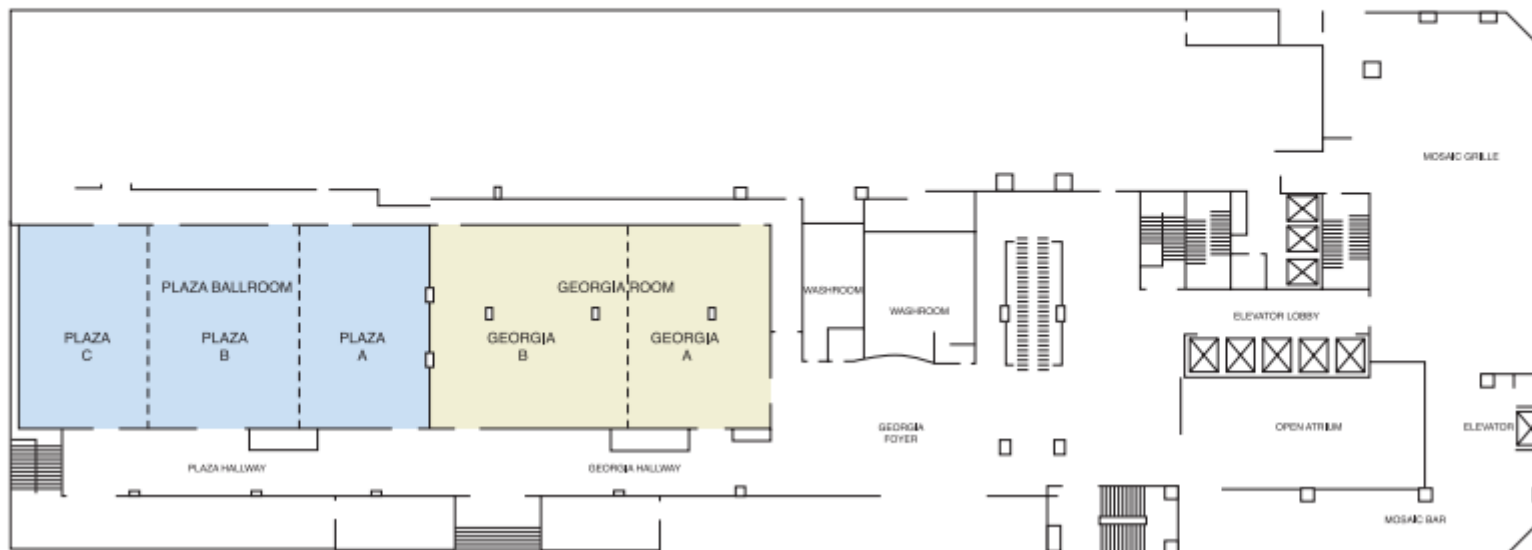 MOSAIC GRILLE
PLAZA BALLROOM
GEORGIA ROOM
WASHROOM
WASHROOM
ELEVATOR LOBBY
PLAZA
C
PLAZA
B
PLAZA
A
GEORGIA
B
GEORGIA
A
GEORGIA
FOYER
OPEN ATRIUM
ELEVATOR
PLAZA HALLWAY
GEORGIA HALLWAY
MOSAIC BAR